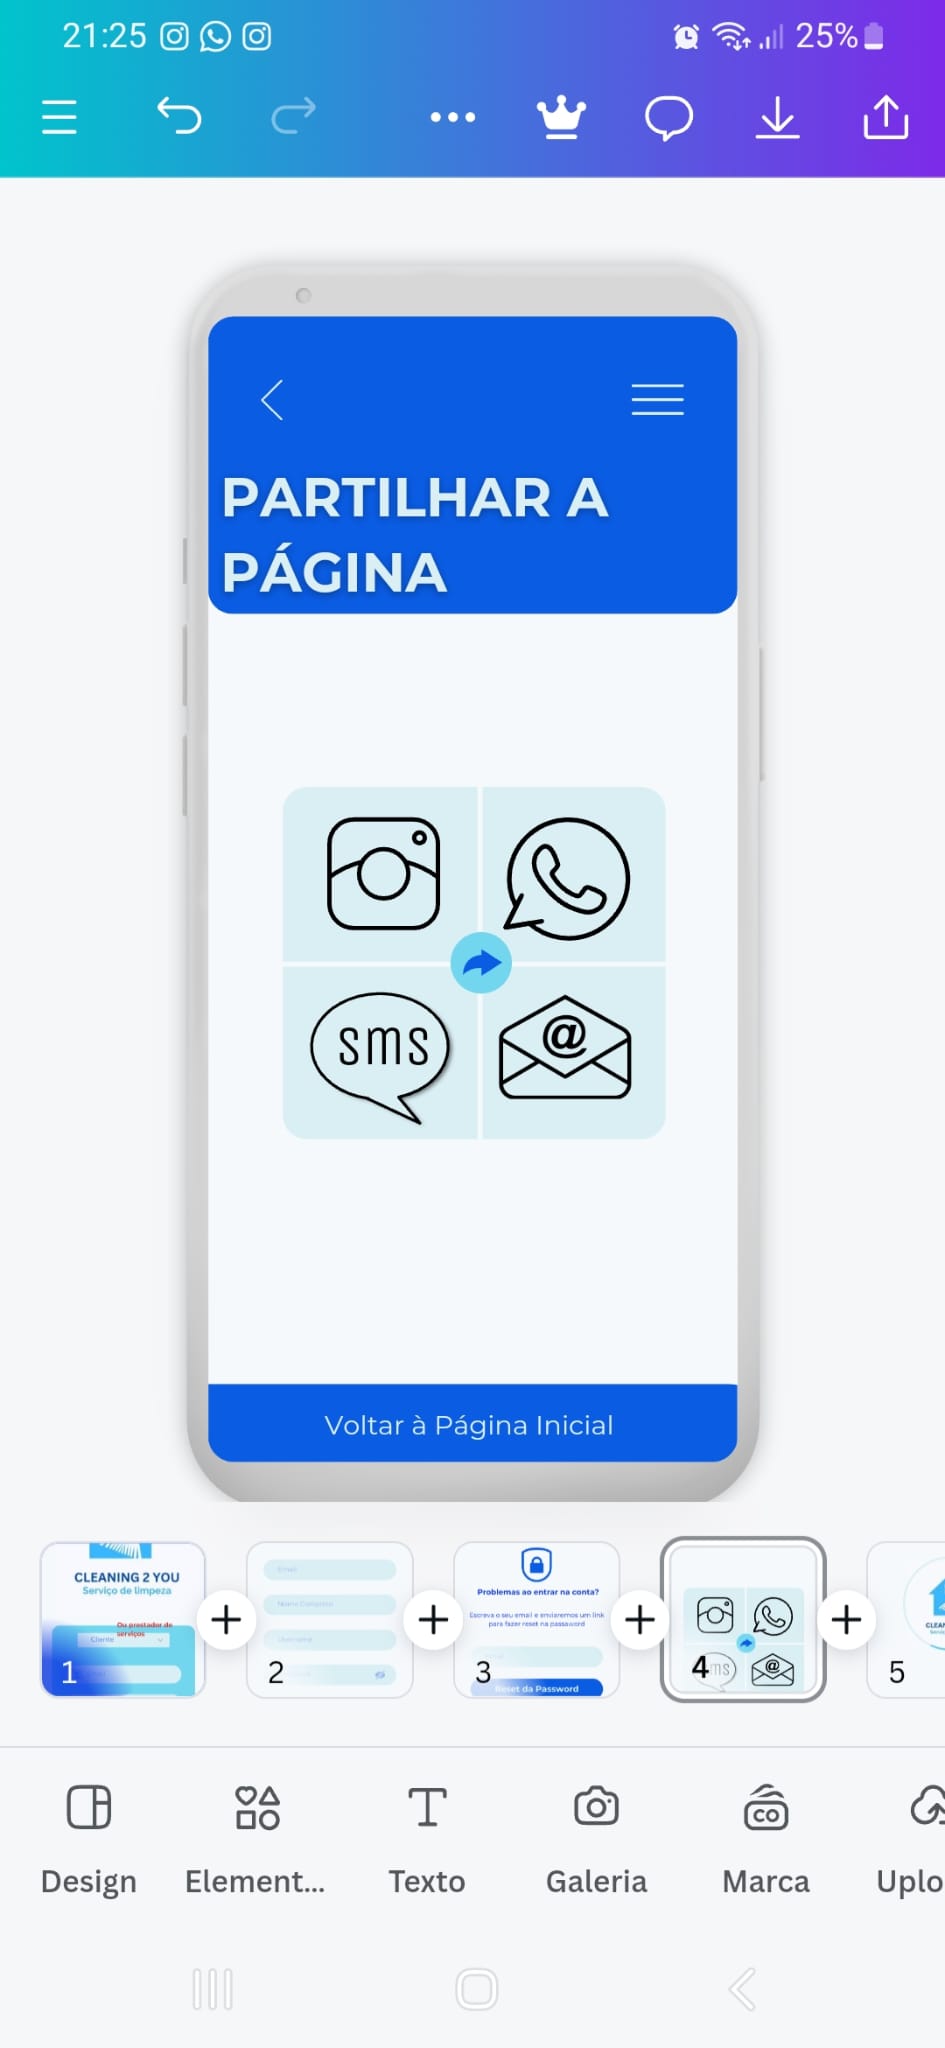 21:25
25%
PARTILHAR A
PÁGINA
sms
@
Voltar à Página Inicial
CLEANING 2 YOU
Serviço de limpeza
Ou prestador de
serviços
Cliente
1
Email
Nome Completo
Username
2
Problemas ao entrar na conta?
Escreva o seu email e enviaremos um link
para fazer reset na password
3
Reset da Password
4
sms
@
5
Design
Element...
Texto
Galeria
CO
Marca
Uplo